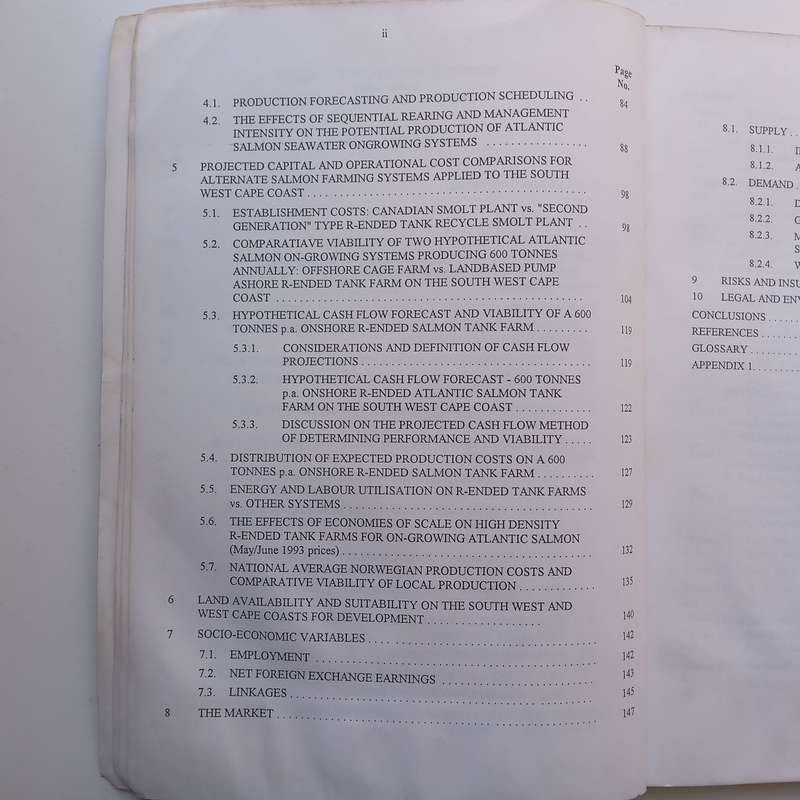 ii
Page
No.
4.1. PRODUCTION FORECASTING AND PRODUCTION SCHEDULING . . 84
4.2. THE EFFECTS OF SEQUENTIAL REARING AND MANAGEMENT
INTENSITY ON THE POTENTIAL PRODUCTION OF ATLANTIC
SALMON SEAWATER ONGROWING SYSTEMS . . . . . . . . . . . . . . . . 88
5 PROJECTED CAPITAL AND OPERATIONAL COST COMPARISONS FOR
ALTERNATE SALMON FARMING SYSTEMS APPLIED TO THE SOUTH
WEST CAPE COAST . . . . . . . . . . . . . . . . . . . . . . . . . . . . . . 98
5.1. ESTABLISHMENT COSTS: CANADIAN SMOLT PLANT vs. "SECOND
GENERATION" TYPE R-ENDED TANK RECYCLE SMOLT PLANT . . 98
5.2. COMPARATIAVE VIABILITY OF TWO HYPOTHETICAL ATLANTIC
SALMON ON-GROWING SYSTEMS PRODUCING 600 TONNES
ANNUALLY: OFFSHORE CAGE FARM vs. LANDBASED PUMP
ASHORE R-ENDED TANK FARM ON THE SOUTH WEST CAPE
COAST . . . . . . . . . . . . . . . . . . . . . . . . . . . . . . 104
5.3. HYPOTHETICAL CASH FLOW FORECAST AND VIABILITY OF A 600
TONNES p.a. ONSHORE R-ENDED SALMON TANK FARM . . . . . . . . . 119
5.3.1. CONSIDERATIONS AND DEFINITION OF CASH FLOW
PROJECTIONS . . . . . . . . . . . . . . . . . . . . . . . . 119
5.3.2. HYPOTHETICAL CASH FLOW FORECAST - 600 TONNES
p.a. ONSHORE R-ENDED ATLANTIC SALMON TANK
FARM ON THE SOUTH WEST CAPE COAST . . . . . . . . . . . . . 122
5.3.3. DISCUSSION ON THE PROJECTED CASH FLOW METHOD
OF DETERMINING PERFORMANCE AND VIABILITY . . . . . 123
5.4. DISTRIBUTION OF EXPECTED PRODUCTION COSTS ON A 600
TONNES p.a. ONSHORE R-ENDED SALMON TANK FARM . . . . . . . . . . 127
5.5. ENERGY AND LABOUR UTILISATION ON R-ENDED TANK FARMS
vs. OTHER SYSTEMS . . . . . . . . . . . . . . . . . . . . . . . . 129
5.6. THE EFFECTS OF ECONOMIES OF SCALE ON HIGH DENSITY
R-ENDED TANK FARMS FOR ON-GROWING ATLANTIC SALMON
(May/June 1993 prices) . . . . . . . . . . . . . . . . . . . . . . . . 132
5.7. NATIONAL AVERAGE NORWEGIAN PRODUCTION COSTS AND
COMPARATIVE VIABILITY OF LOCAL PRODUCTION . . . . . . . . . . . . . 135
6 LAND AVAILABILITY AND SUITABILITY ON THE SOUTH WEST AND
WEST CAPE COASTS FOR DEVELOPMENT . . . . . . . . . . . . . . . . . . 140
7 SOCIO-ECONOMIC VARIABLES . . . . . . . . . . . . . . . . . . . . . . . . 142
7.1. EMPLOYMENT . . . . . . . . . . . . . . . . . . . . . . . . 142
7.2. NET FOREIGN EXCHANGE EARNINGS . . . . . . . . . . . . . . . . . . 143
7.3. LINKAGES . . . . . . . . . . . . . . . . . . . . . . . . 145
8 THE MARKET . . . . . . . . . . . . . . . . . . . . . . . . . . . . . . 147
8.1. SUPPLY . .
8.1.1.
8.1.2. A
8.2. DEMAND .
8.2.1. D
8.2.2.
8.2.3. M
S
8.2.4. W
9 RISKS AND INSU
10 LEGAL AND EN
CONCLUSIONS . . . . .
REFERENCES . . . . . .
GLOSSARY . . . . . . .
APPENDIX 1. . . . . . .